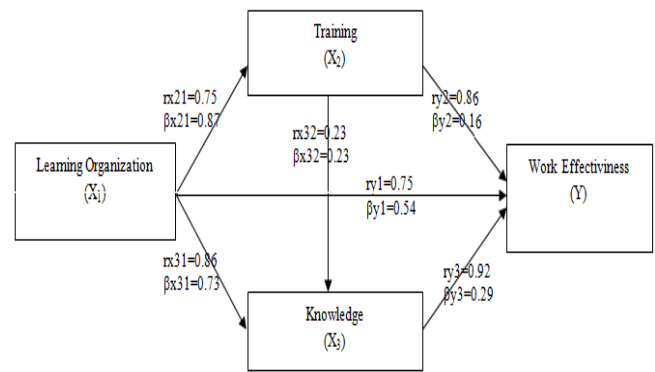 Training
(X₂)
rx21=0.75
βx21=0.87
ry2=0.86
βy2=0.16
rx32=0.23
βx32=0.23
Learning Organization
(X₁)
ry1=0.75
βy1=0.54
Work Effectiviness
(Y)
rx31=0.86
βx31=0.73
ry3=0.92
βy3=0.29
Knowledge
(X₃)